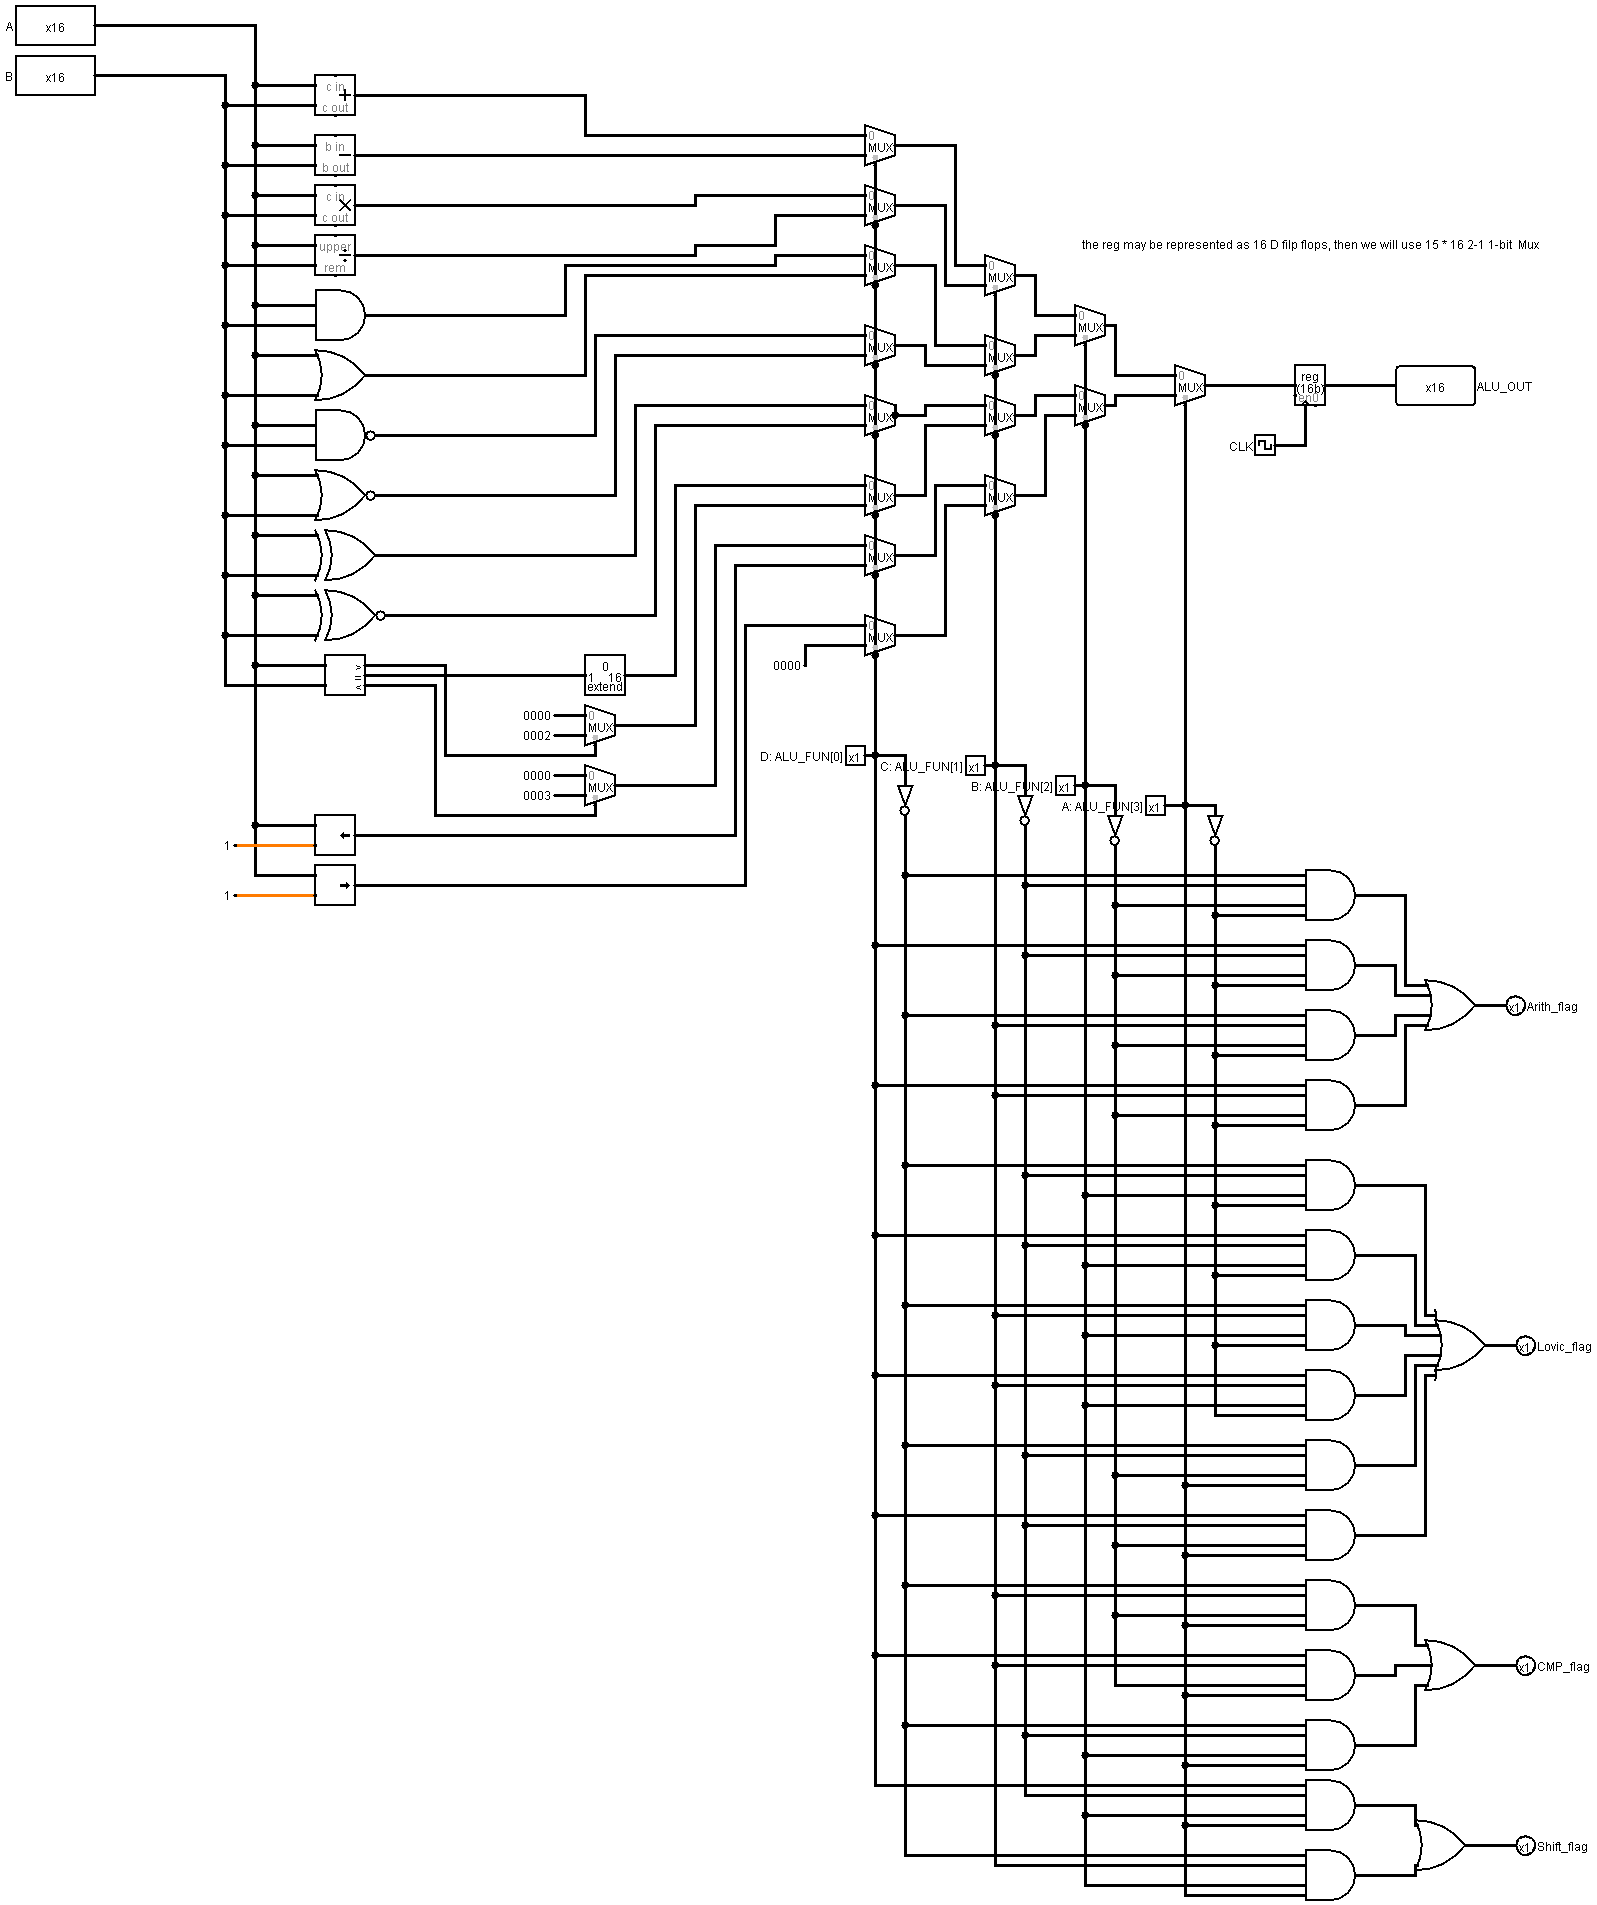 A x16
B x16
c in
+
c out
b in
−
b out
c in
×
c out
upper
÷
rem
0
MUX
0
MUX
0
MUX
0
MUX
0
MUX
0
MUX
0
MUX
0
MUX
0000
the reg may be represented as 16 D filp flops, then we will use 15 * 16 2-1 1-bit Mux
0
MUX
0
MUX
0
MUX
0
MUX
0
MUX
0
MUX
0
MUX
reg
(16b)
en0
x16 ALU_OUT
CLK
>
=
<
0
1 16
extend
0000 0
MUX
0002
0000 0
MUX
0003
1
1
D: ALU_FUN[0] x1
C: ALU_FUN[1] x1
B: ALU_FUN[2] x1
A: ALU_FUN[3] x1
x1 Arith_flag
x1 Lovic_flag
x1 CMP_flag
x1 Shift_flag